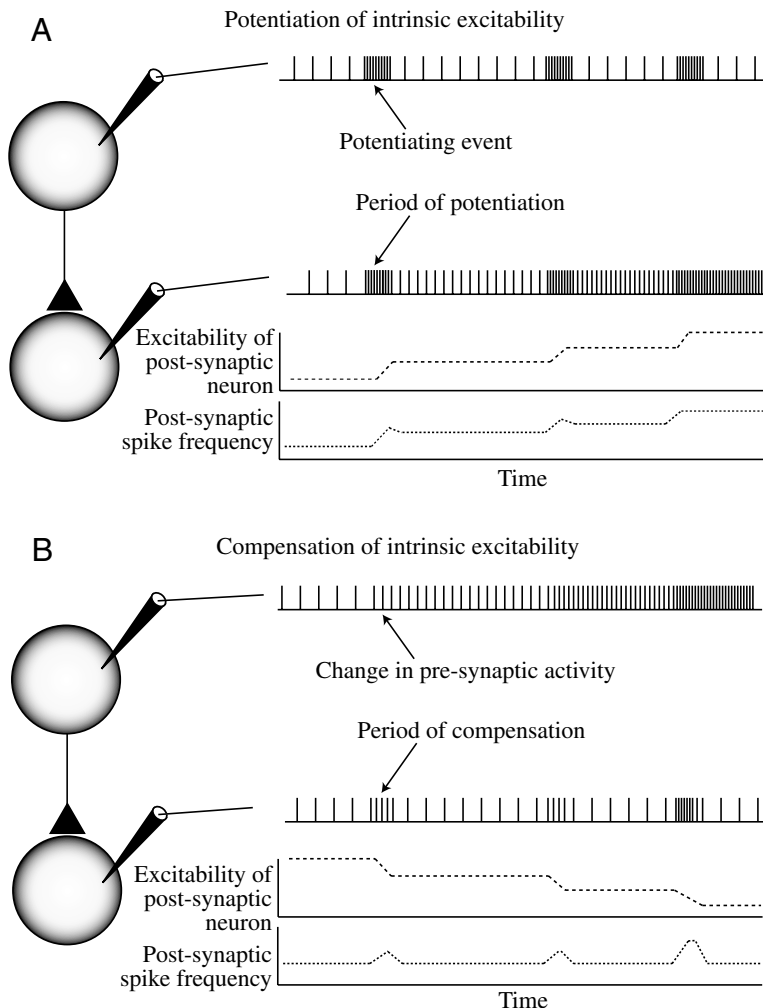 A
Potentiation of intrinsic excitability
Potentiating event
Period of potentiation
Excitability of
post-synaptic
neuron
Post-synaptic
spike frequency
Time
B
Compensation of intrinsic excitability
Change in pre-synaptic activity
Period of compensation
Excitability of
post-synaptic
neuron
Post-synaptic
spike frequency
Time